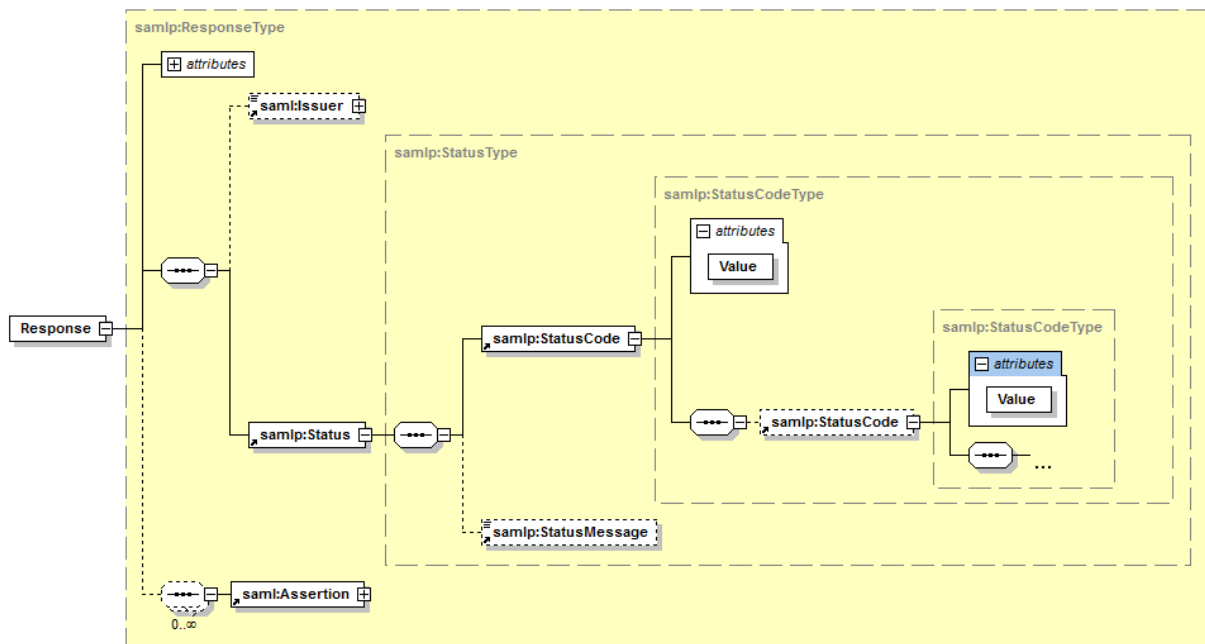 samlp:ResponseType
attributes
saml:Issuer
samlp:StatusType
samlp:StatusCodeType
attributes
Value
Response
samlp:StatusCode
samlp:StatusCodeType
attributes
Value
samlp:StatusCode
samlp:Status
...
samlp:StatusMessage
saml:Assertion
0..∞